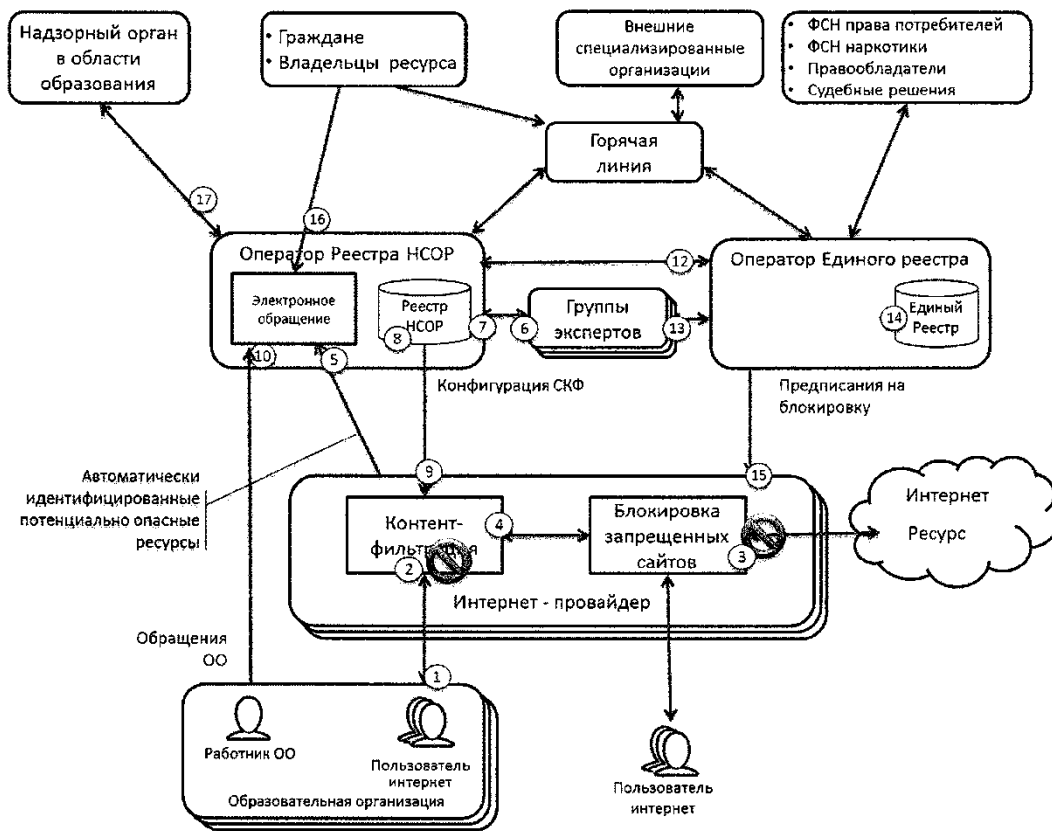 Надзорный орган
в области
образования
• Граждане
• Владельцы ресурса
Внешние
специализированные
организации
• ФСН права потребителей
• ФСН наркотики
• Правообладатели
• Судебные решения
Горячая
линия
17
16
Оператор Реестра НСОР
12
Оператор Единого реестра
Электронное
обращение
Реестр
НСОР
8
7
6
Группы
экспертов
13
14
Единый
Реестр
10
5
Конфигурация СКФ
Предписания на
блокировку
Автоматически
идентифицированные
потенциально опасные
ресурсы
9
15
Контент-
фильтрация
2
4
Блокировка
запрещенных
сайтов
3
Интернет
Ресурс
Интернет - провайдер
Обращения
ОО
1
Работник ОО
Пользователь
интернет
Образовательная организация
Пользователь
интернет